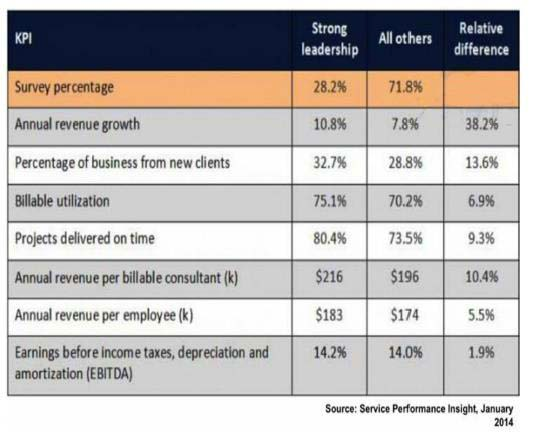 KPI Strong leadership All others Relative difference
Survey percentage 28.2% 71.8%
Annual revenue growth 10.8% 7.8% 38.2%
Percentage of business from new clients 32.7% 28.8% 13.6%
Billable utilization 75.1% 70.2% 6.9%
Projects delivered on time 80.4% 73.5% 9.3%
Annual revenue per billable consultant (k) $216 $196 10.4%
Annual revenue per employee (k) $183 $174 5.5%
Earnings before income taxes, depreciation and
amortization (EBITDA) 14.2% 14.0% 1.9%
Source: Service Performance Insight, January
2014